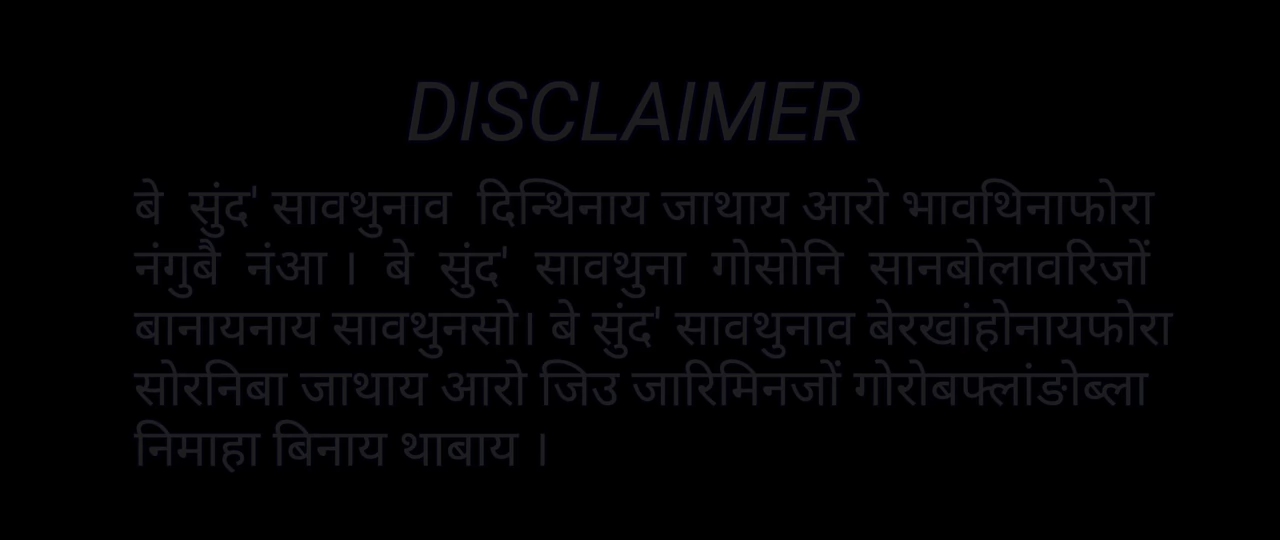 DISCLAIMER
बे सुंद' सावथुनाव दिन्थिनाय जाथाय आरो भावथिनाफोरा
नंगुबै नंआ । बे सुंद' सावथुना गोसोनि सानबोलावरिजों
बानायनाय सावथुनसो। बे सुंद' सावथुनाव बेरखांहोनायफोरा
सोरनिबा जाथाय आरो जिउ जारिमिनजों गोरोबफ्लांङोब्ला
निमाहा बिनाय थाबाय ।